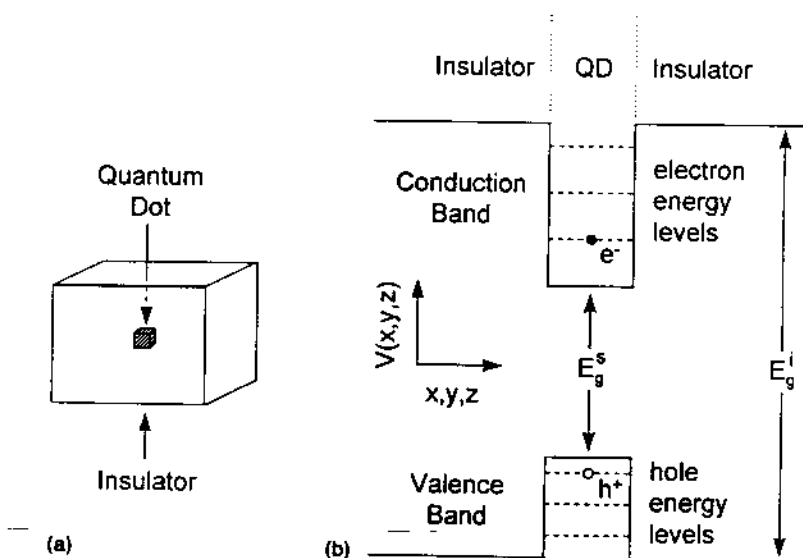 Quantum
Dot
Insulator
(a)
Insulator QD Insulator
Conduction
Band
electron
energy
levels
e⁻
V(x,y,z)
x,y,z
E_g^s
E_g^i
Valence
Band
h⁺
hole
energy
levels
(b)